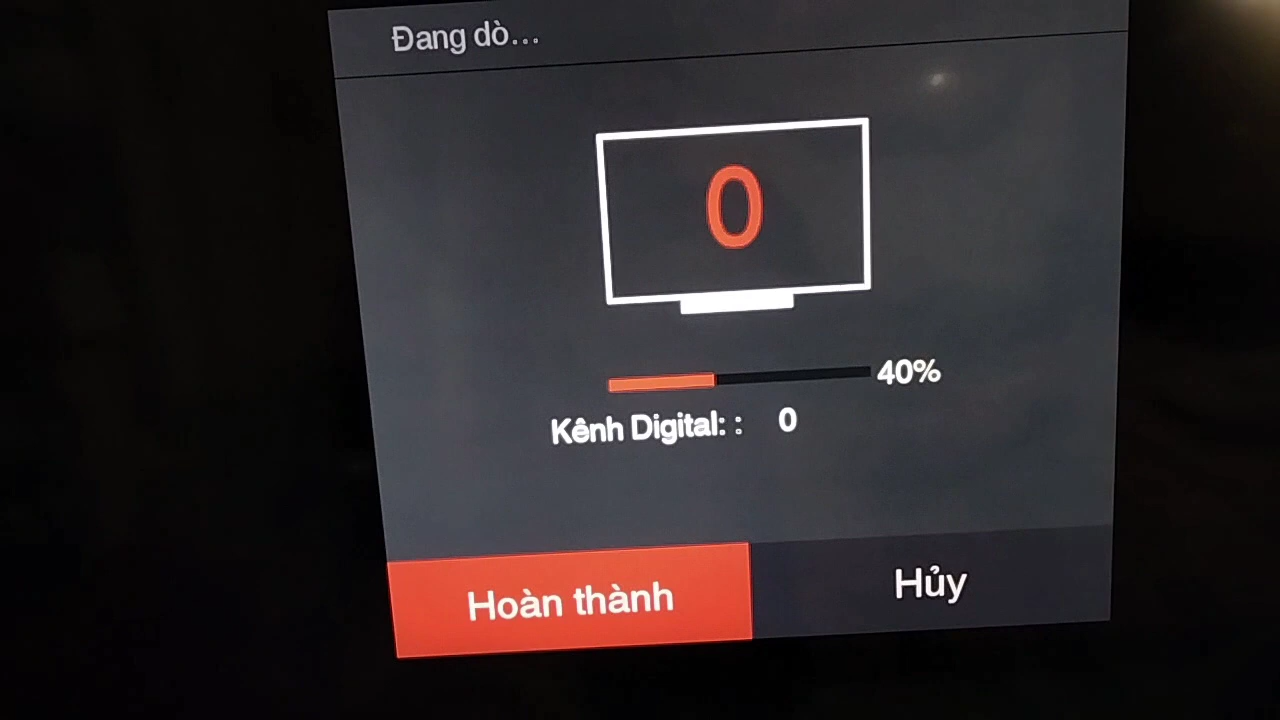 Đang dò...
0
40%
Kênh Digital: : 0
Hoàn thành
Hủy